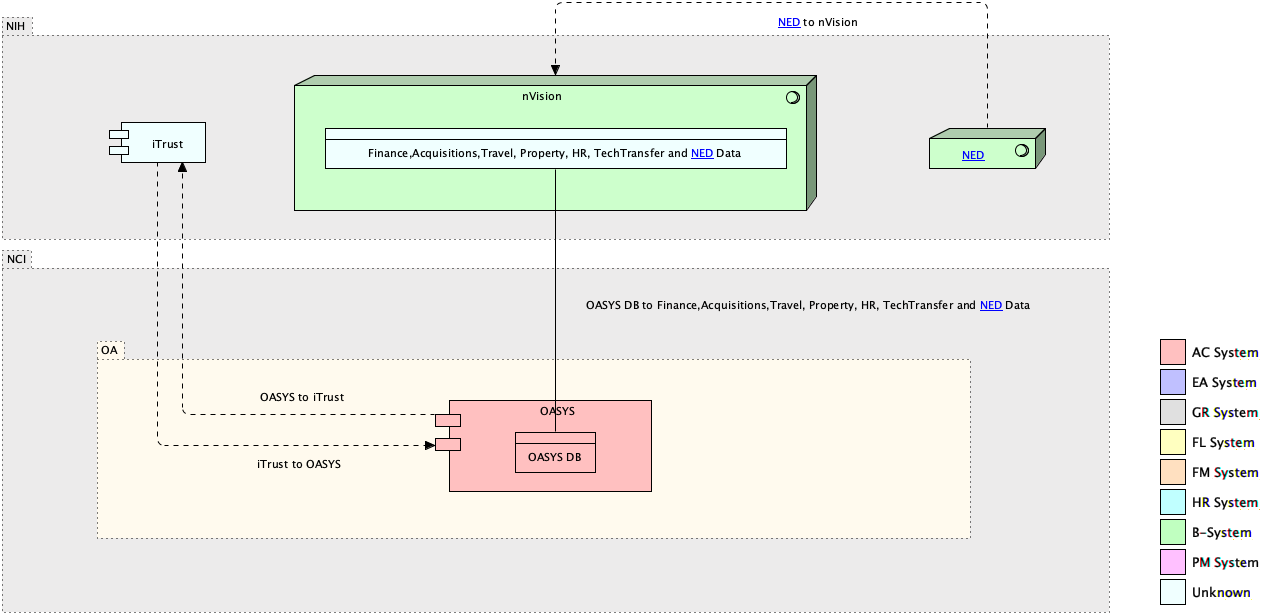 NED to nVision
NIH
nVision
iTrust
Finance,Acquisitions,Travel, Property, HR, TechTransfer and NED Data
NED
NCI
OASYS DB to Finance,Acquisitions,Travel, Property, HR, TechTransfer and NED Data
OA
OASYS to iTrust
OASYS
OASYS DB
iTrust to OASYS
AC System
EA System
GR System
FL System
FM System
HR System
B-System
PM System
Unknown